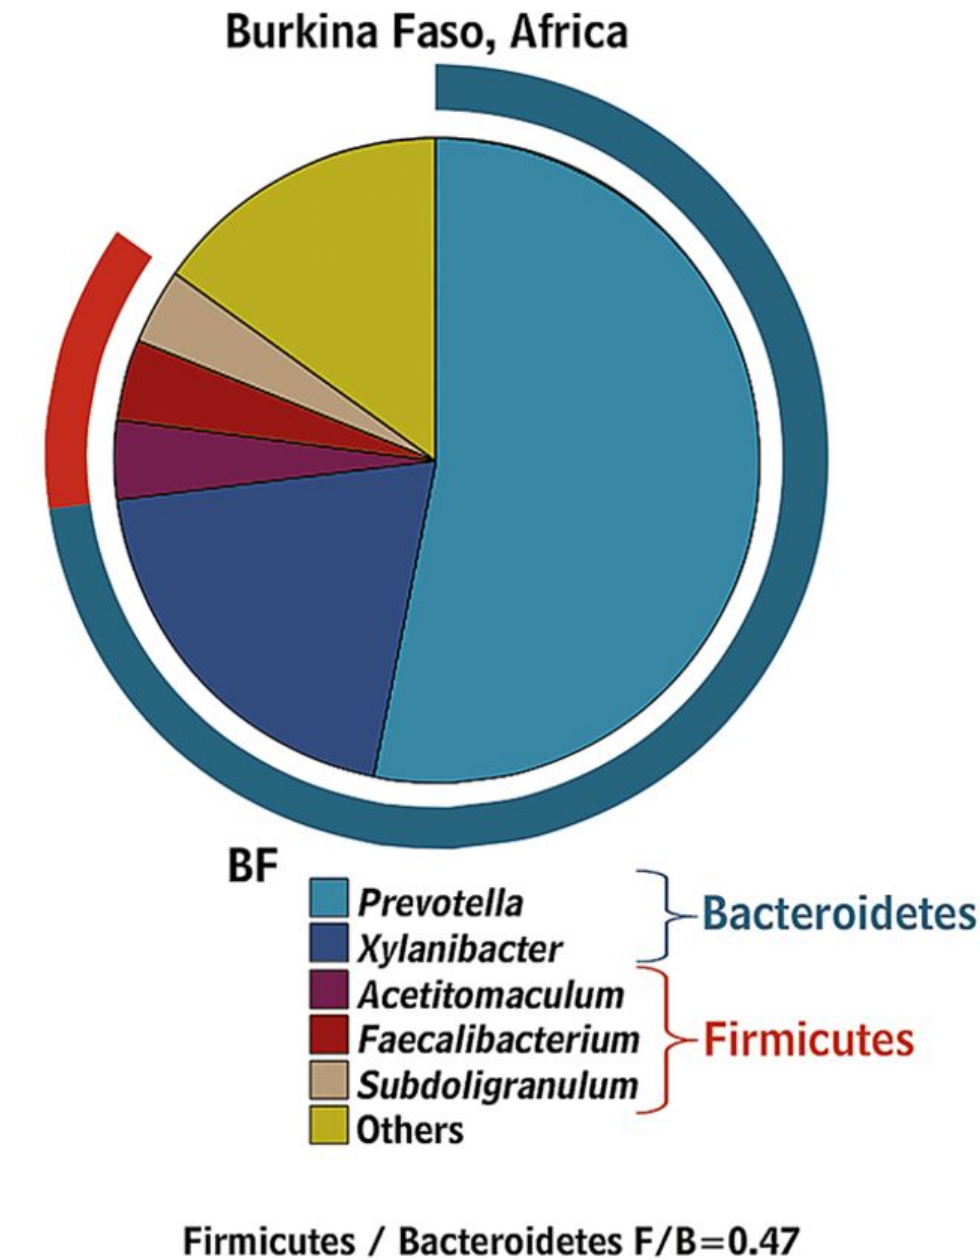 Burkina Faso, Africa
BF
Prevotella
Xylanibacter
Bacteroidetes
Acetitomaculum
Faecalibacterium
Subdoligranulum
Firmicutes
Others
Firmicutes / Bacteroidetes F/B=0.47